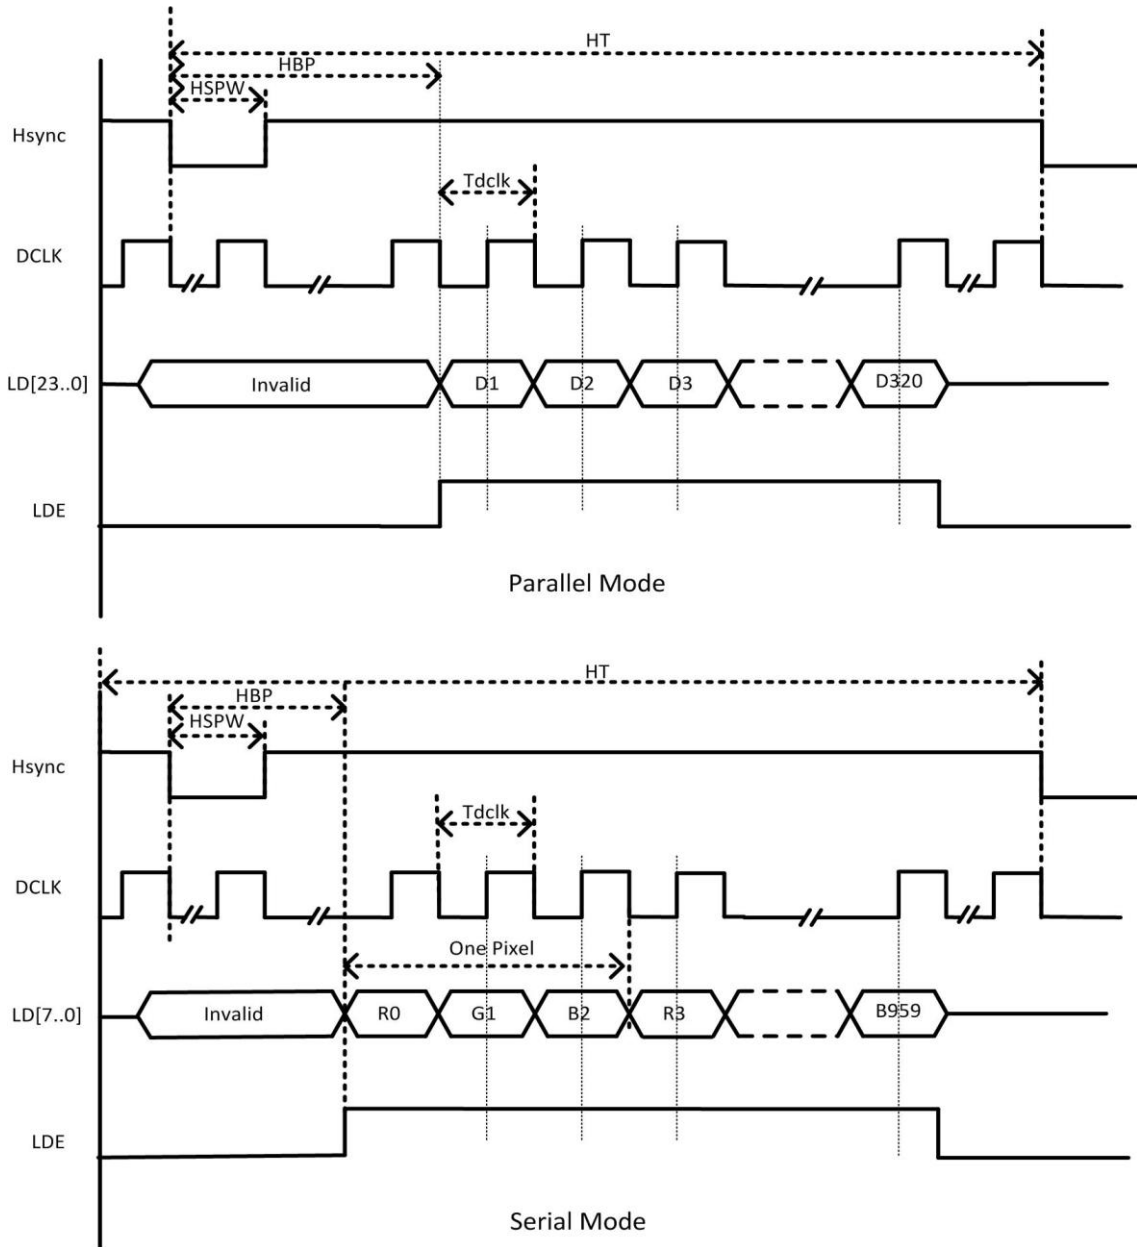 HT
HBP
HSPW
Hsync
Tdclk
DCLK
LD[23..0]
Invalid
D1
D2
D3
D320
LDE
Parallel Mode
HT
HBP
HSPW
Hsync
Tdclk
DCLK
One Pixel
LD[7..0]
Invalid
R0
G1
B2
R3
B959
LDE
Serial Mode